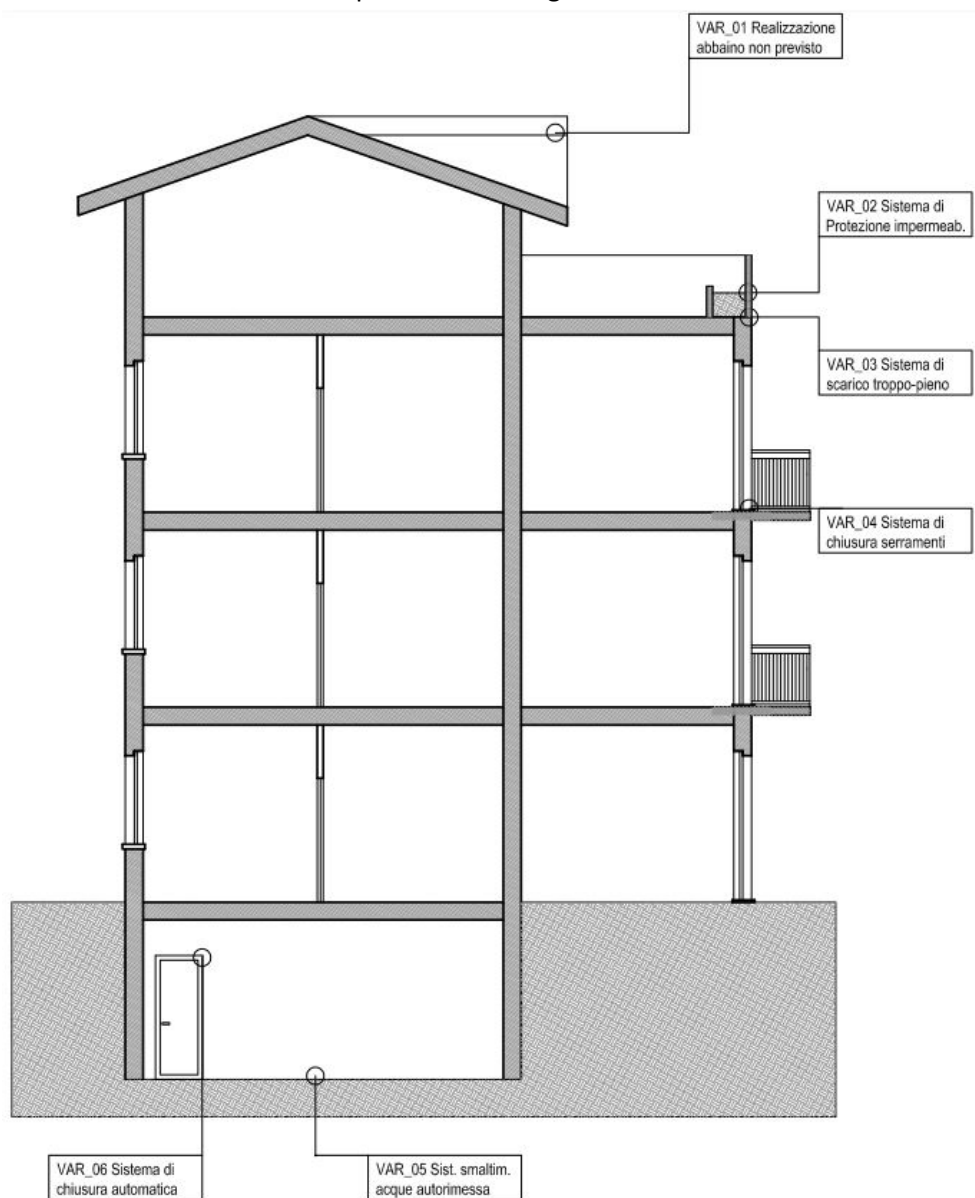 VAR_01 Realizzazione
abbaino non previsto
VAR_02 Sistema di
Protezione impermeab.
VAR_03 Sistema di
scarico troppo-pieno
VAR_04 Sistema di
chiusura serramenti
VAR_06 Sistema di
chiusura automatica
VAR_05 Sist. smaltim.
acque autorimessa